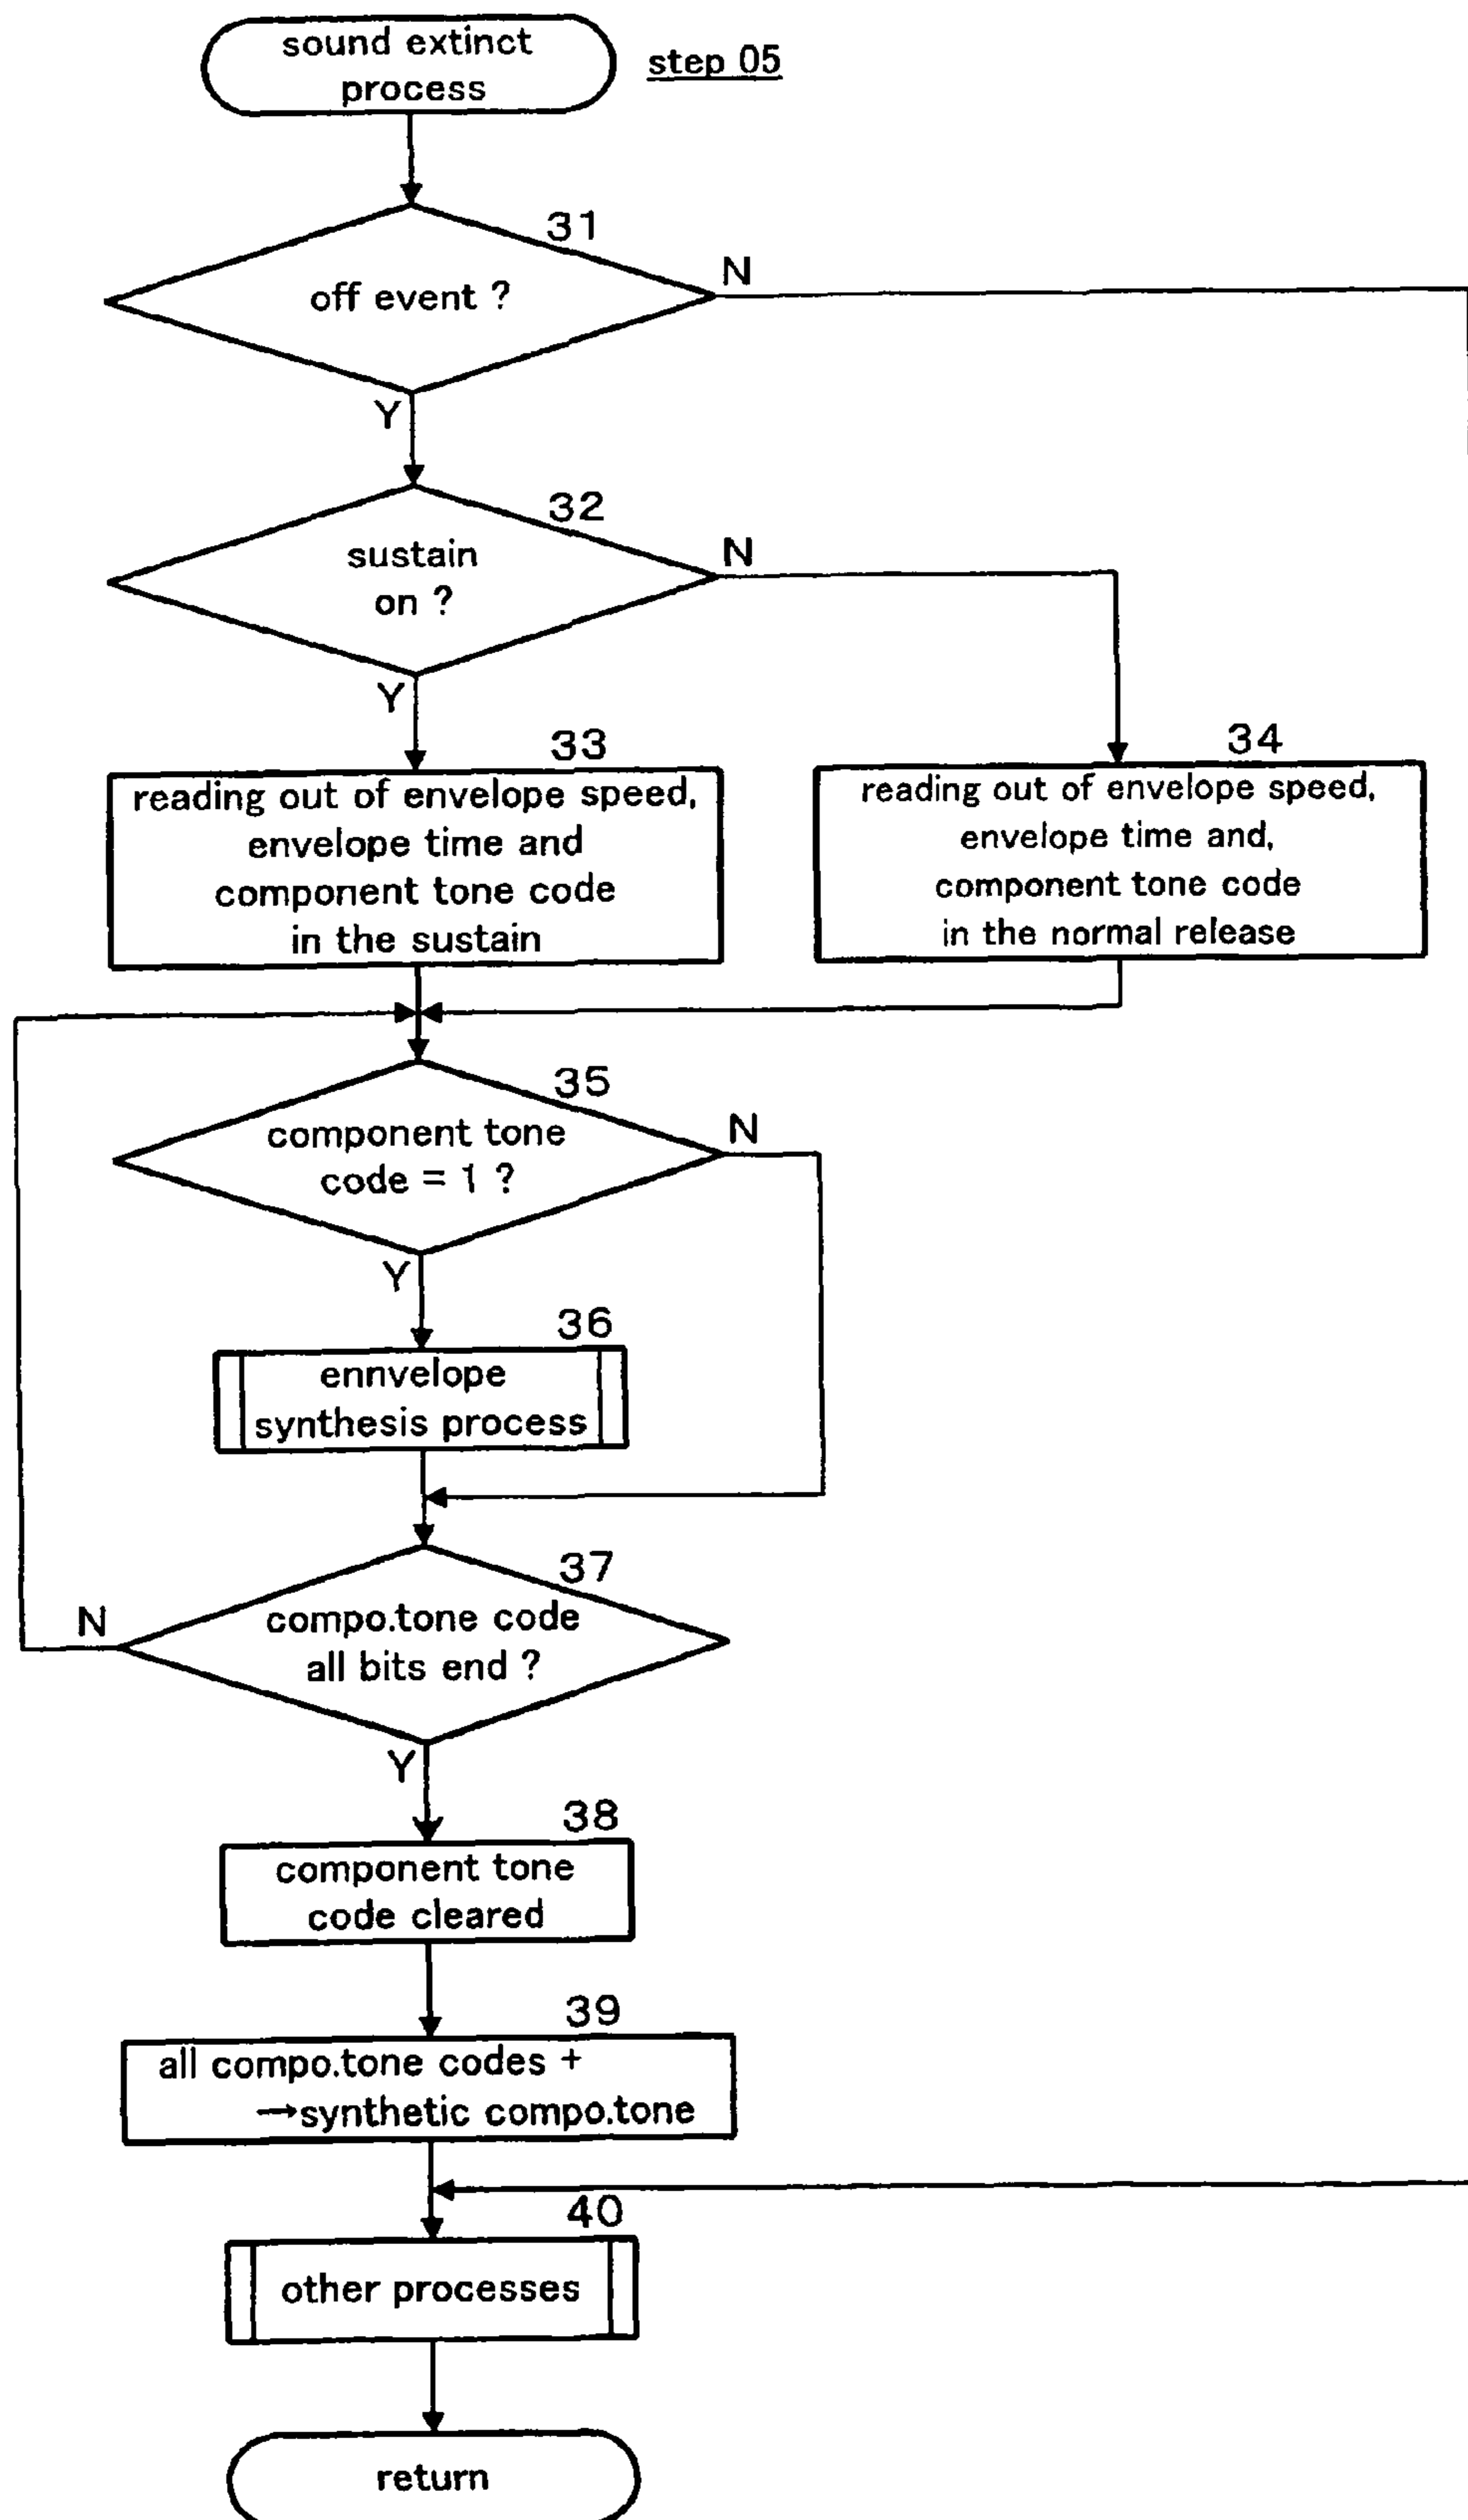 sound extinct
process
step 05
31
off event ?
N
Y
32
sustain
on ?
N
Y
33
reading out of envelope speed,
envelope time and
component tone code
in the sustain
34
reading out of envelope speed,
envelope time and,
component tone code
in the normal release
35
component tone
code = 1 ?
N
Y
36
ennvelope
synthesis process
37
compo.tone code
all bits end ?
N
Y
38
component tone
code cleared
39
all compo.tone codes +
→synthetic compo.tone
40
other processes
return